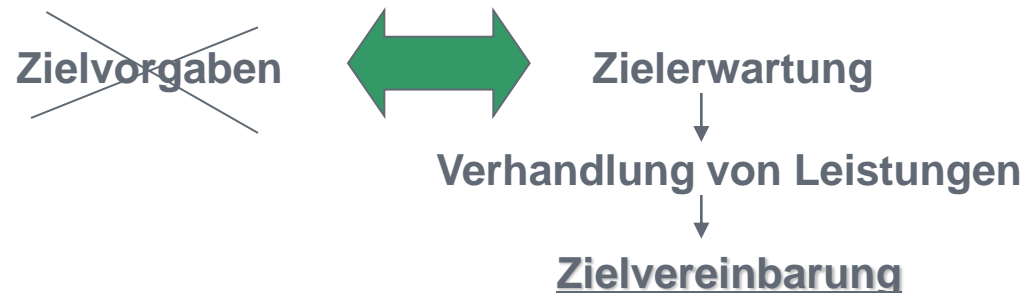 Zielvorgaben Zielerwartung
Verhandlung von Leistungen
Zielvereinbarung